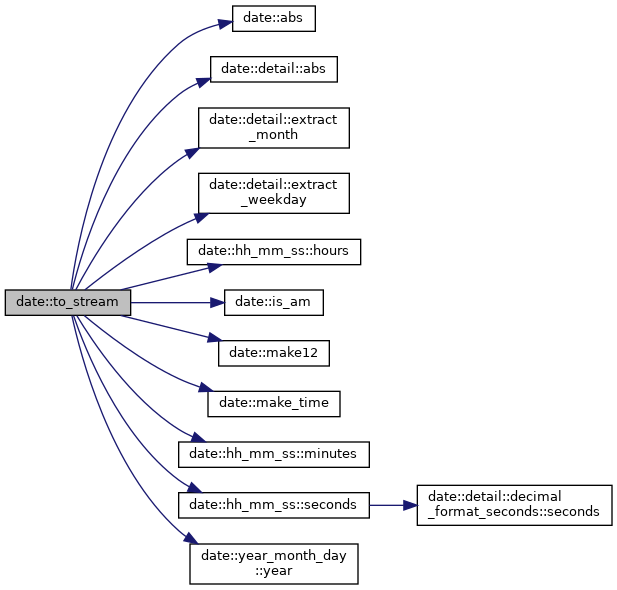 date::abs
date::detail::abs
date::detail::extract
_month
date::detail::extract
_weekday
date::hh_mm_ss::hours
date::to_stream
date::is_am
date::make12
date::make_time
date::hh_mm_ss::minutes
date::hh_mm_ss::seconds
date::detail::decimal
_format_seconds::seconds
date::year_month_day
::year